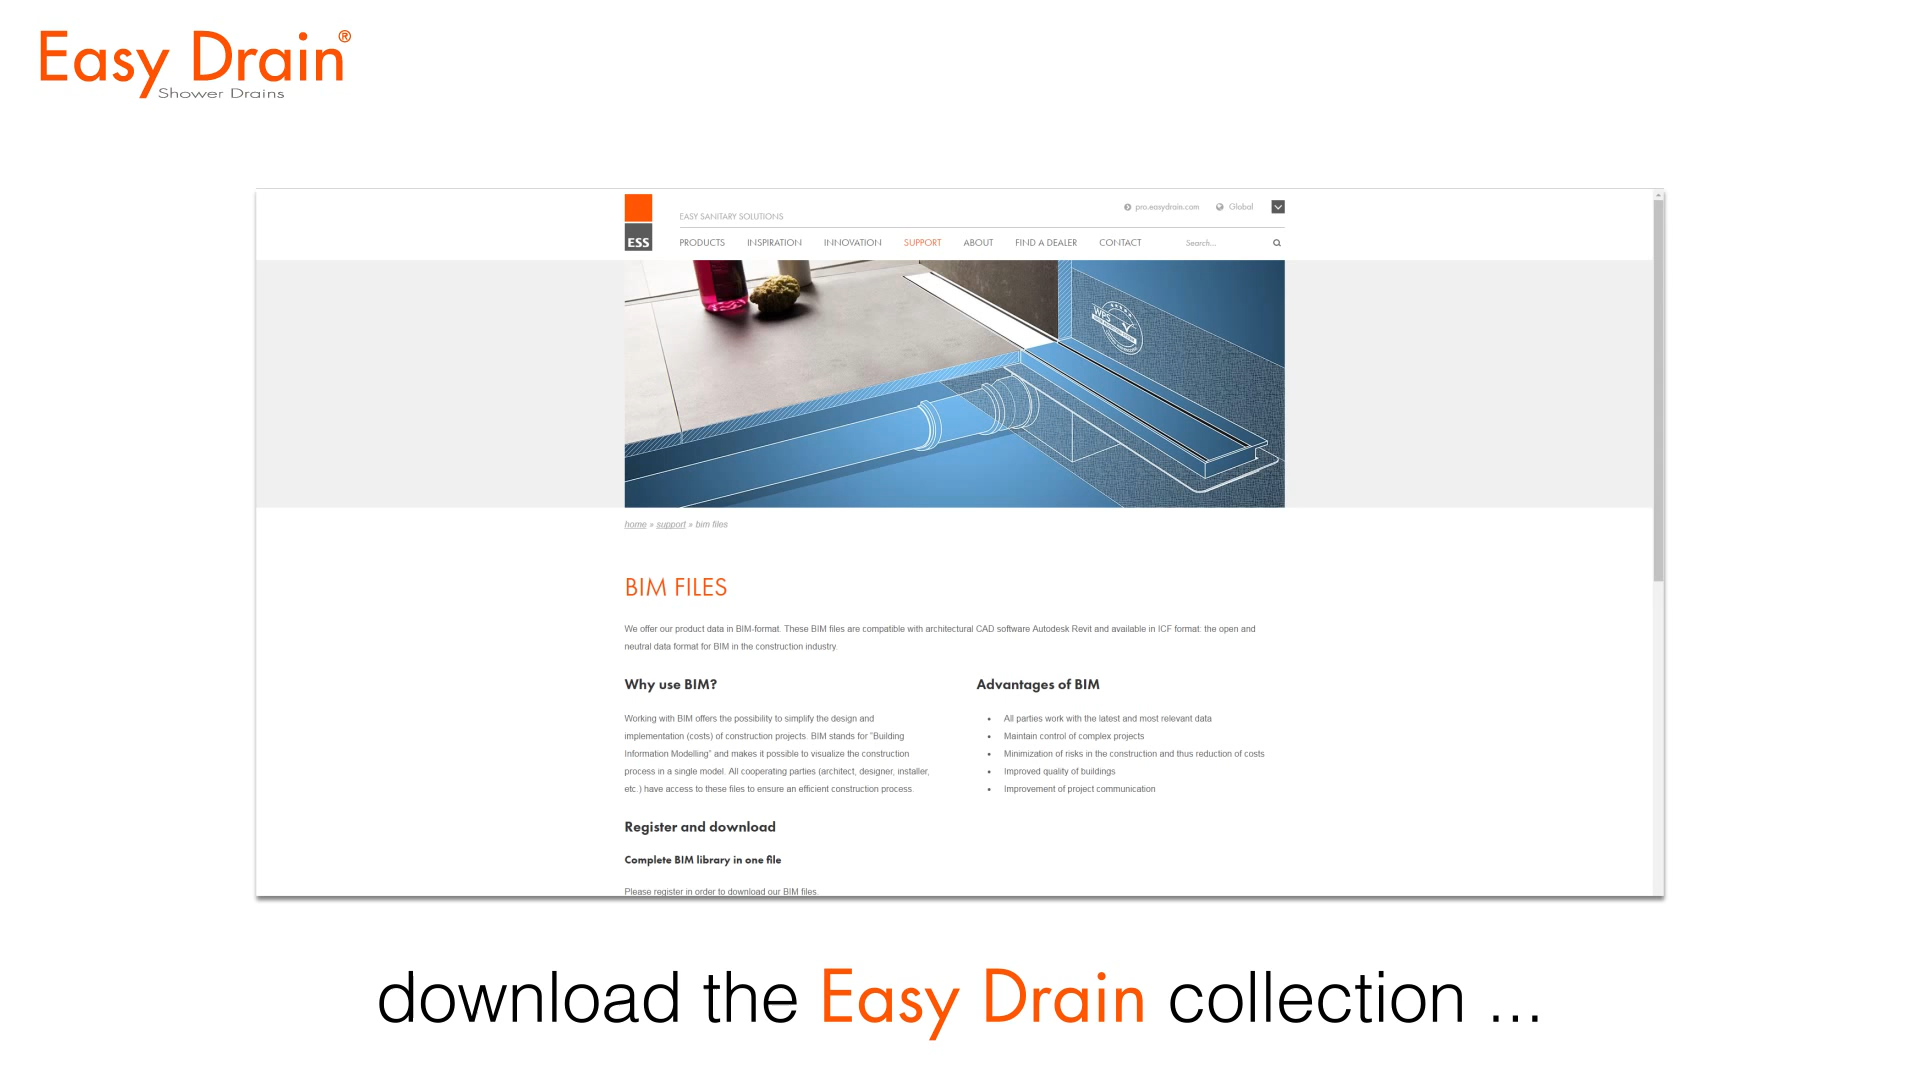 Easy Drain®
Shower Drains
pro.easydrain.com Global
EASY SANITARY SOLUTIONS
ESS
PRODUCTS INSPIRATION INNOVATION SUPPORT ABOUT FIND A DEALER CONTACT Search...
WPS
home » support » bim files
BIM FILES
We offer our product data in BIM-format. These BIM files are compatible with architectural CAD software Autodesk Revit and available in ICF format: the open and
neutral data format for BIM in the construction industry.
Why use BIM?
Working with BIM offers the possibility to simplify the design and
implementation (costs) of construction projects. BIM stands for "Building
Information Modelling" and makes it possible to visualize the construction
process in a single model. All cooperating parties (architect, designer, installer,
etc.) have access to these files to ensure an efficient construction process.
Advantages of BIM
• All parties work with the latest and most relevant data
• Maintain control of complex projects
• Minimization of risks in the construction and thus reduction of costs
• Improved quality of buildings
• Improvement of project communication
Register and download
Complete BIM library in one file
Please register in order to download our BIM files.
download the Easy Drain collection ...